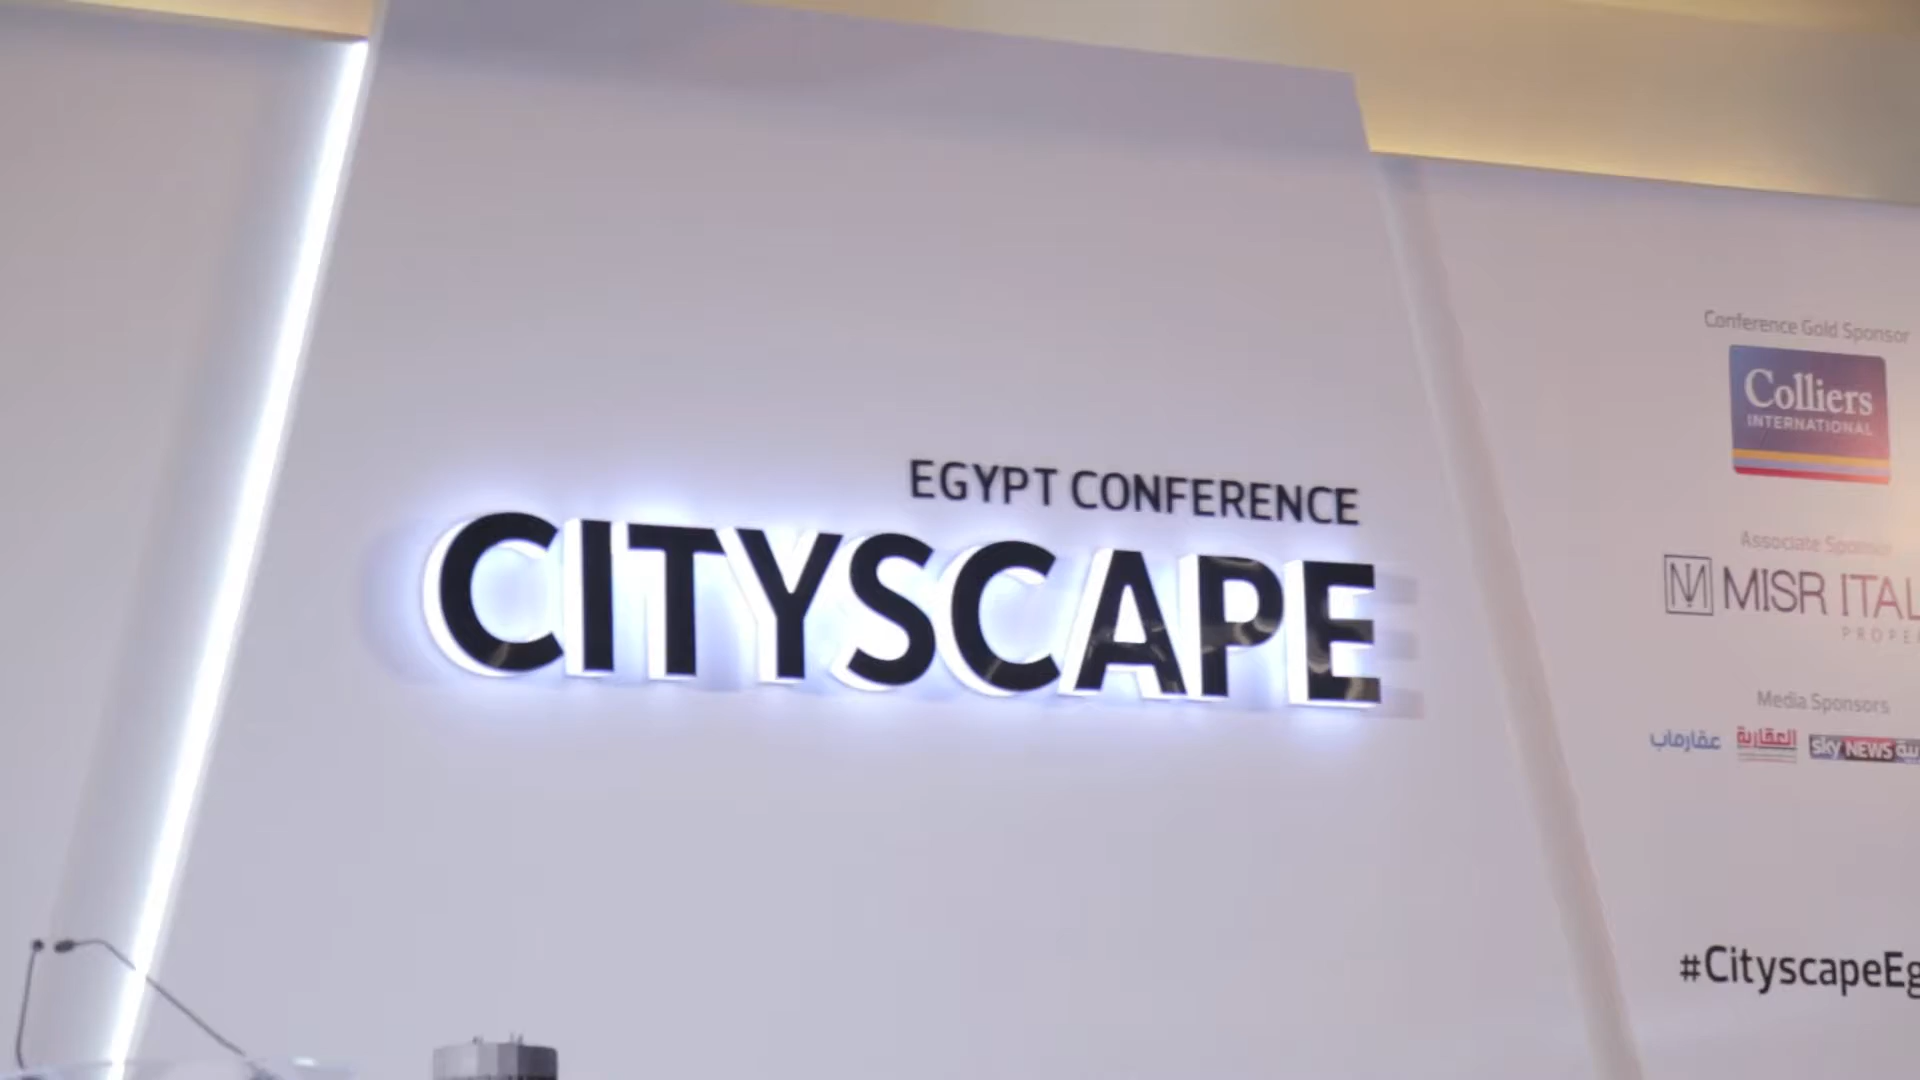 EGYPT CONFERENCE
CITYSCAPE
Conference Gold Sponsor
Colliers
INTERNATIONAL
Associate Sponsor
MISR ITAL
PROPE
Media Sponsors
عقارماب
العقارية
sky NEWS
#CityscapeEg